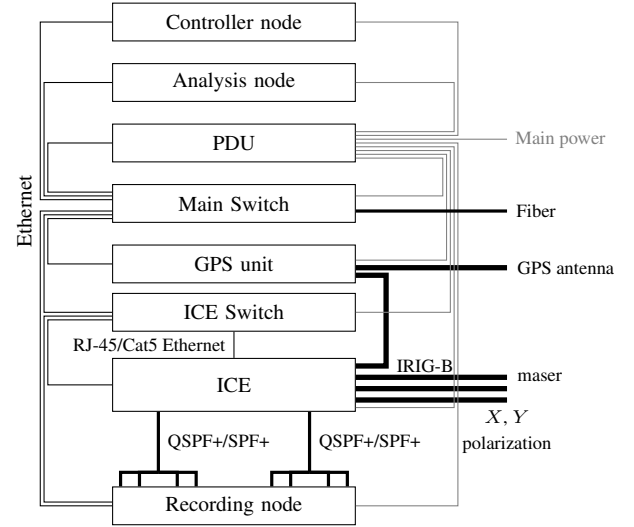 Controller node
Analysis node
PDU
Main power
Ethernet
Main Switch
Fiber
GPS unit
GPS antenna
ICE Switch
RJ-45/Cat5 Ethernet
IRIG-B
ICE
maser
X, Y
polarization
QSPF+/SPF+
QSPF+/SPF+
Recording node